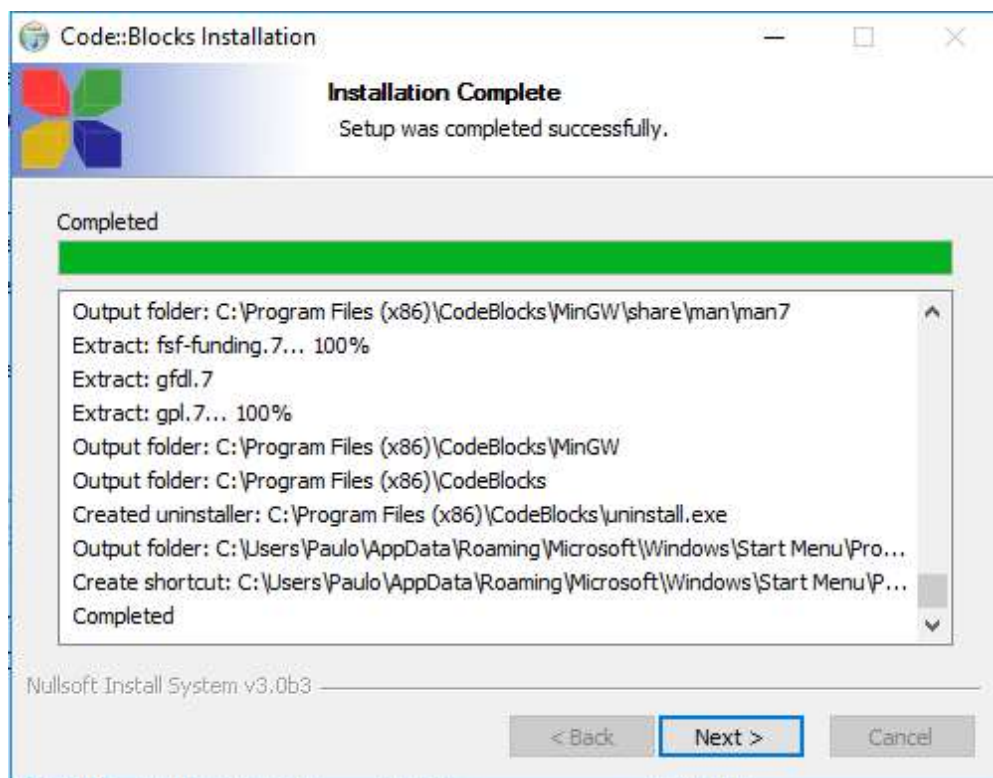 Code::Blocks Installation
Installation Complete
Setup was completed successfully.
Completed
Output folder: C:\Program Files (x86)\CodeBlocks\MinGW\share\man\man7
Extract: fsf-funding.7... 100%
Extract: gfdl.7
Extract: gpl.7... 100%
Output folder: C:\Program Files (x86)\CodeBlocks\MinGW
Output folder: C:\Program Files (x86)\CodeBlocks
Created uninstaller: C:\Program Files (x86)\CodeBlocks\uninstall.exe
Output folder: C:\Users\Paulo\AppData\Roaming\Microsoft\Windows\Start Menu\Pro...
Create shortcut: C:\Users\Paulo\AppData\Roaming\Microsoft\Windows\Start Menu\P...
Completed
Nullsoft Install System v3.0b3
< Back Next > Cancel